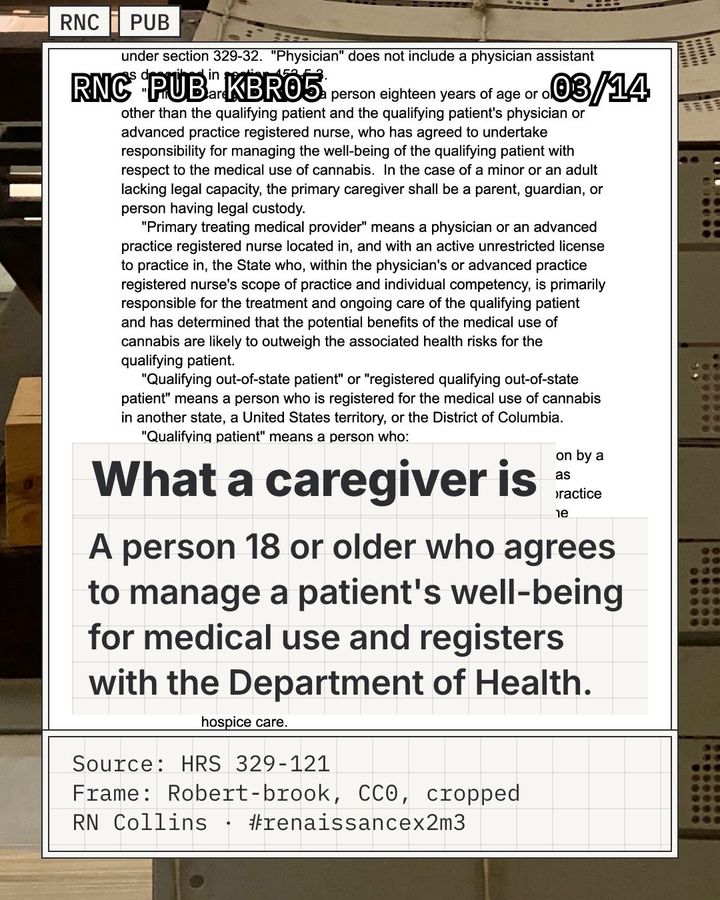 RNC PUB
under section 329-32.  "Physician" does not include a physician assistant
as described in section 453-5.3.
RNC PUB KBR05 03/14
a person eighteen years of age or
other than the qualifying patient and the qualifying patient's physician or
advanced practice registered nurse, who has agreed to undertake
responsibility for managing the well-being of the qualifying patient with
respect to the medical use of cannabis.  In the case of a minor or an adult
lacking legal capacity, the primary caregiver shall be a parent, guardian, or
person having legal custody.
"Primary treating medical provider" means a physician or an advanced
practice registered nurse located in, and with an active unrestricted license
to practice in, the State who, within the physician's or advanced practice
registered nurse's scope of practice and individual competency, is primarily
responsible for the treatment and ongoing care of the qualifying patient
and has determined that the potential benefits of the medical use of
cannabis are likely to outweigh the associated health risks for the
qualifying patient.
"Qualifying out-of-state patient" or "registered qualifying out-of-state
patient" means a person who is registered for the medical use of cannabis
in another state, a United States territory, or the District of Columbia.
"Qualifying patient" means a person who:
on by a
What a caregiver is
A person 18 or older who agrees
to manage a patient's well-being
for medical use and registers
with the Department of Health.
hospice care.
Source: HRS 329-121
Frame: Robert-brook, CC0, cropped
RN Collins · #renaissancex2m3